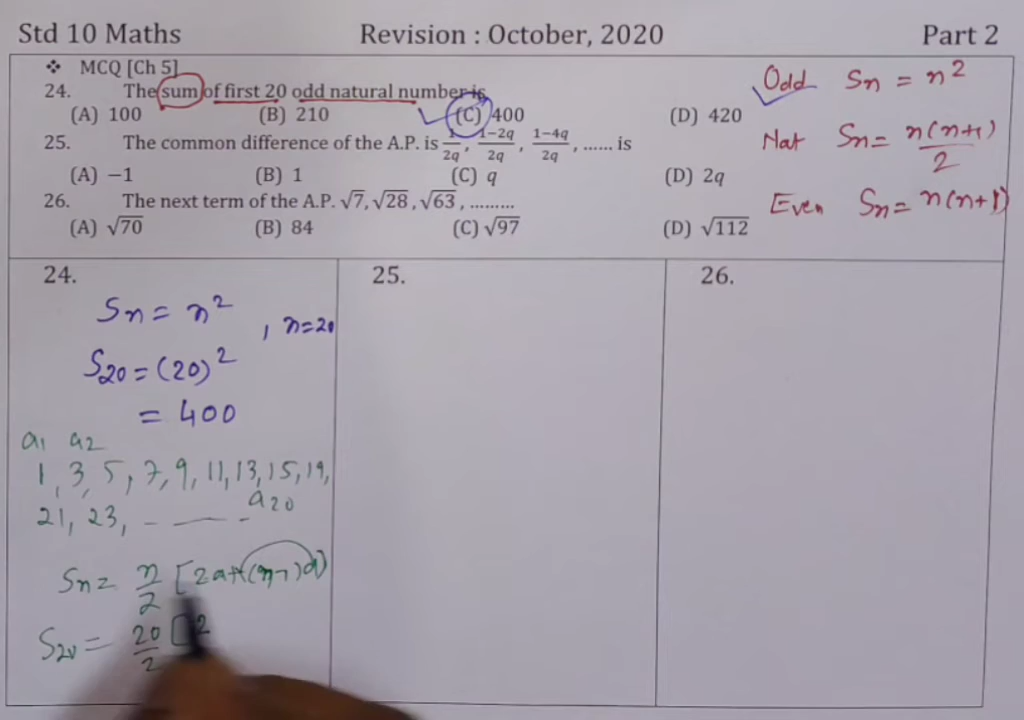 Std 10 Maths Revision : October, 2020 Part 2
❖ MCQ [Ch 5]
24. The sum of first 20 odd natural number is
(A) 100 (B) 210 (C) 400 (D) 420
25. The common difference of the A.P. is 1/2q, 1−2q/2q, 1−4q/2q, ...... is
(A) −1 (B) 1 (C) q (D) 2q
26. The next term of the A.P. √7, √28, √63, .........
(A) √70 (B) 84 (C) √97 (D) √112
Odd Sn = n²
Nat Sn = n(n+1)/2
Even Sn = n(n+1)
24.
Sn = n², n=20
S20 = (20)²
= 400
a1 a2
1, 3, 5, 7, 9, 11, 13, 15, 19,
21, 23, - —— - a20
Sn = n/2 [2a+(n-1)d)
S20 = 20/2 [2
25.
26.